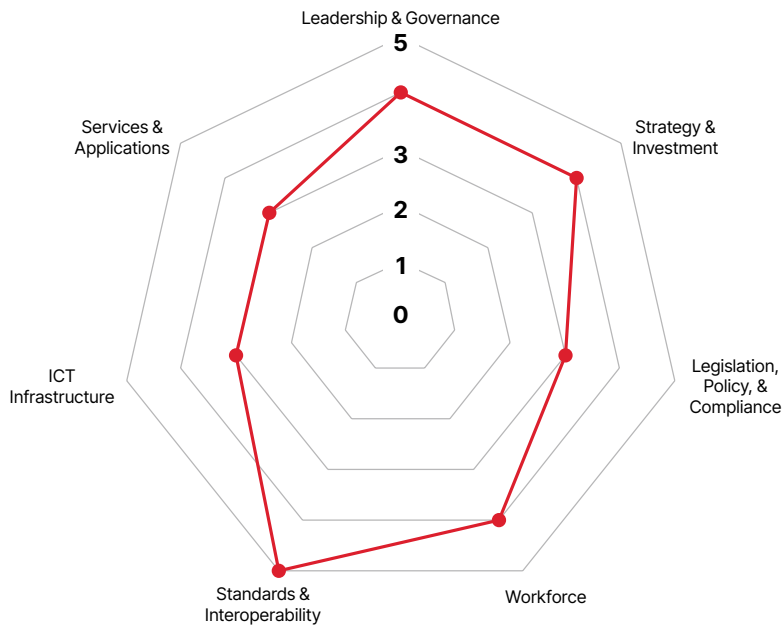 Leadership & Governance
5
Services &
Applications
Strategy &
Investment
3
2
1
0
ICT
Infrastructure
Legislation,
Policy, &
Compliance
Standards &
Interoperability
Workforce